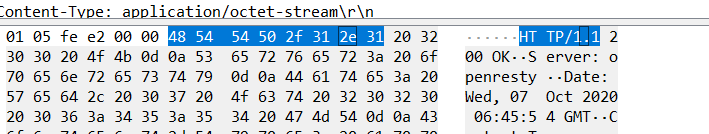 Content-Type: application/octet-stream\r\n
01 05 fe e2 00 00 48 54 54 50 2f 31 2e 31 20 32 ······HT TP/1.1 2
30 30 20 4f 4b 0d 0a 53 65 72 76 65 72 3a 20 6f 00 OK··S erver: o
70 65 6e 72 65 73 74 79 0d 0a 44 61 74 65 3a 20 penresty ··Date:
57 65 64 2c 20 30 37 20 4f 63 74 20 32 30 32 30 Wed, 07 Oct 2020
20 30 36 3a 34 35 3a 35 34 20 47 4d 54 0d 0a 43 06:45:5 4 GMT··C